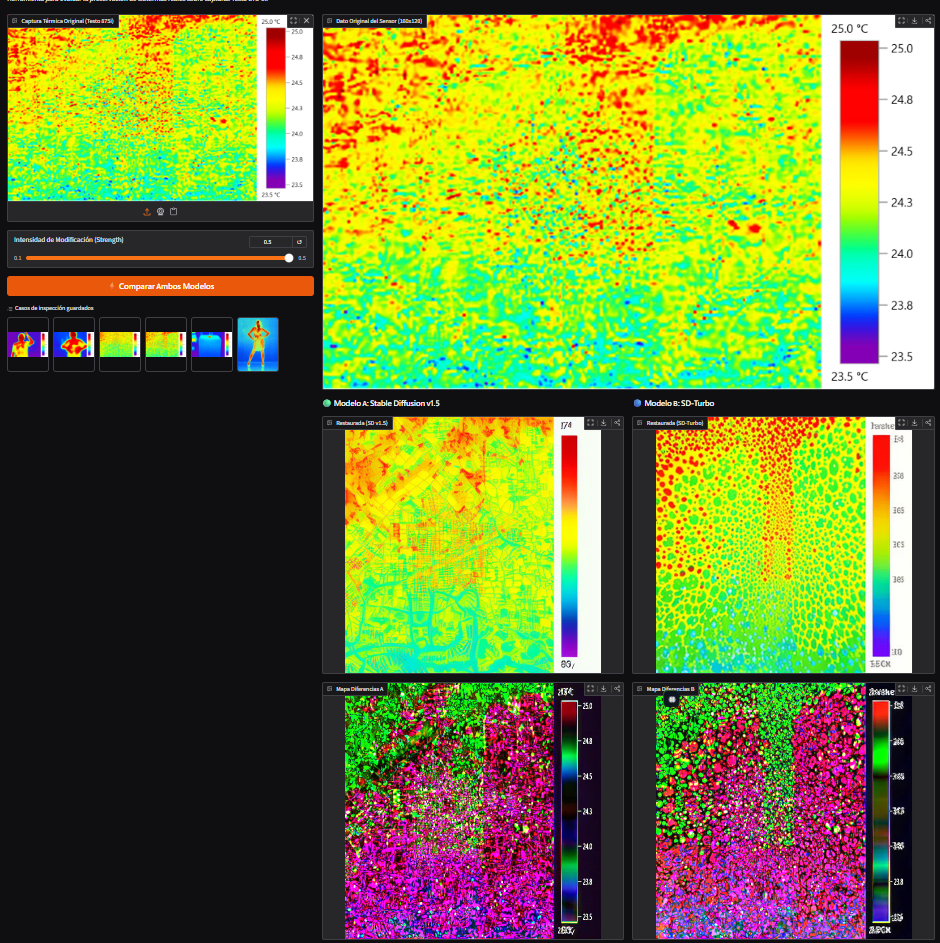 Captura Térmica Original (Testo 875i)
25.0 °C
25.0
24.8
24.5
24.3
24.0
23.8
23.5
23.5 °C
Intensidad de Modificación (Strength)
0.5
0.1
0.5
Comparar Ambos Modelos
Casos de inspección guardados
Dato Original del Sensor (160x120)
25.0 °C
25.0
24.8
24.5
24.3
24.0
23.8
23.5
23.5 °C
Modelo A: Stable Diffusion v1.5
Modelo B: SD-Turbo
Restaurada (SD v1.5)
Restaurada (SD-Turbo)
Mapa Diferencias A
25.0
24.8
24.5
24.3
24.0
23.8
23.5
Mapa Diferencias B
23.8